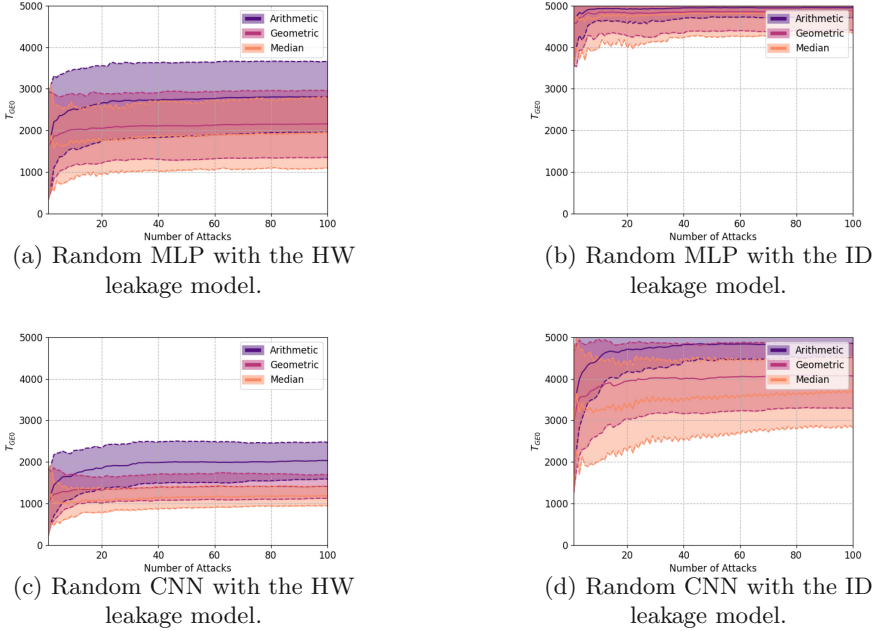 5000
4000
3000
2000
1000
0
T_GE0
20 40 60 80 100
Number of Attacks
Arithmetic
Geometric
Median
(a) Random MLP with the HW
leakage model.
5000
4000
3000
2000
1000
0
T_GE0
20 40 60 80 100
Number of Attacks
Arithmetic
Geometric
Median
(b) Random MLP with the ID
leakage model.
5000
4000
3000
2000
1000
0
T_GE0
20 40 60 80 100
Number of Attacks
Arithmetic
Geometric
Median
(c) Random CNN with the HW
leakage model.
5000
4000
3000
2000
1000
0
T_GE0
20 40 60 80 100
Number of Attacks
Arithmetic
Geometric
Median
(d) Random CNN with the ID
leakage model.